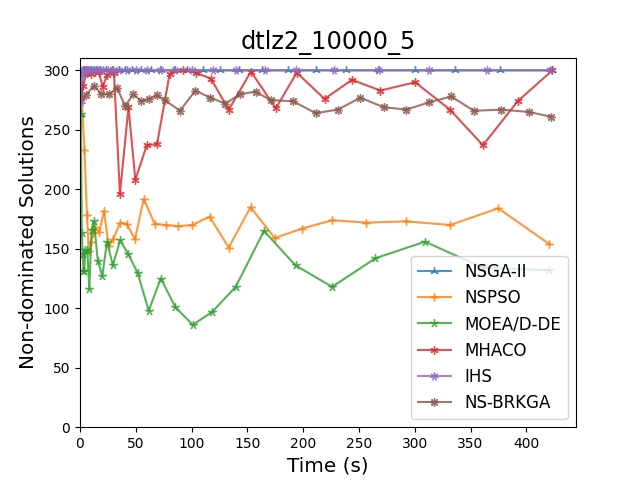 dtlz2_10000_5
Non-dominated Solutions
300
250
200
150
100
50
0
0 50 100 150 200 250 300 350 400
Time (s)
NSGA-II
NSPSO
MOEA/D-DE
MHACO
IHS
NS-BRKGA